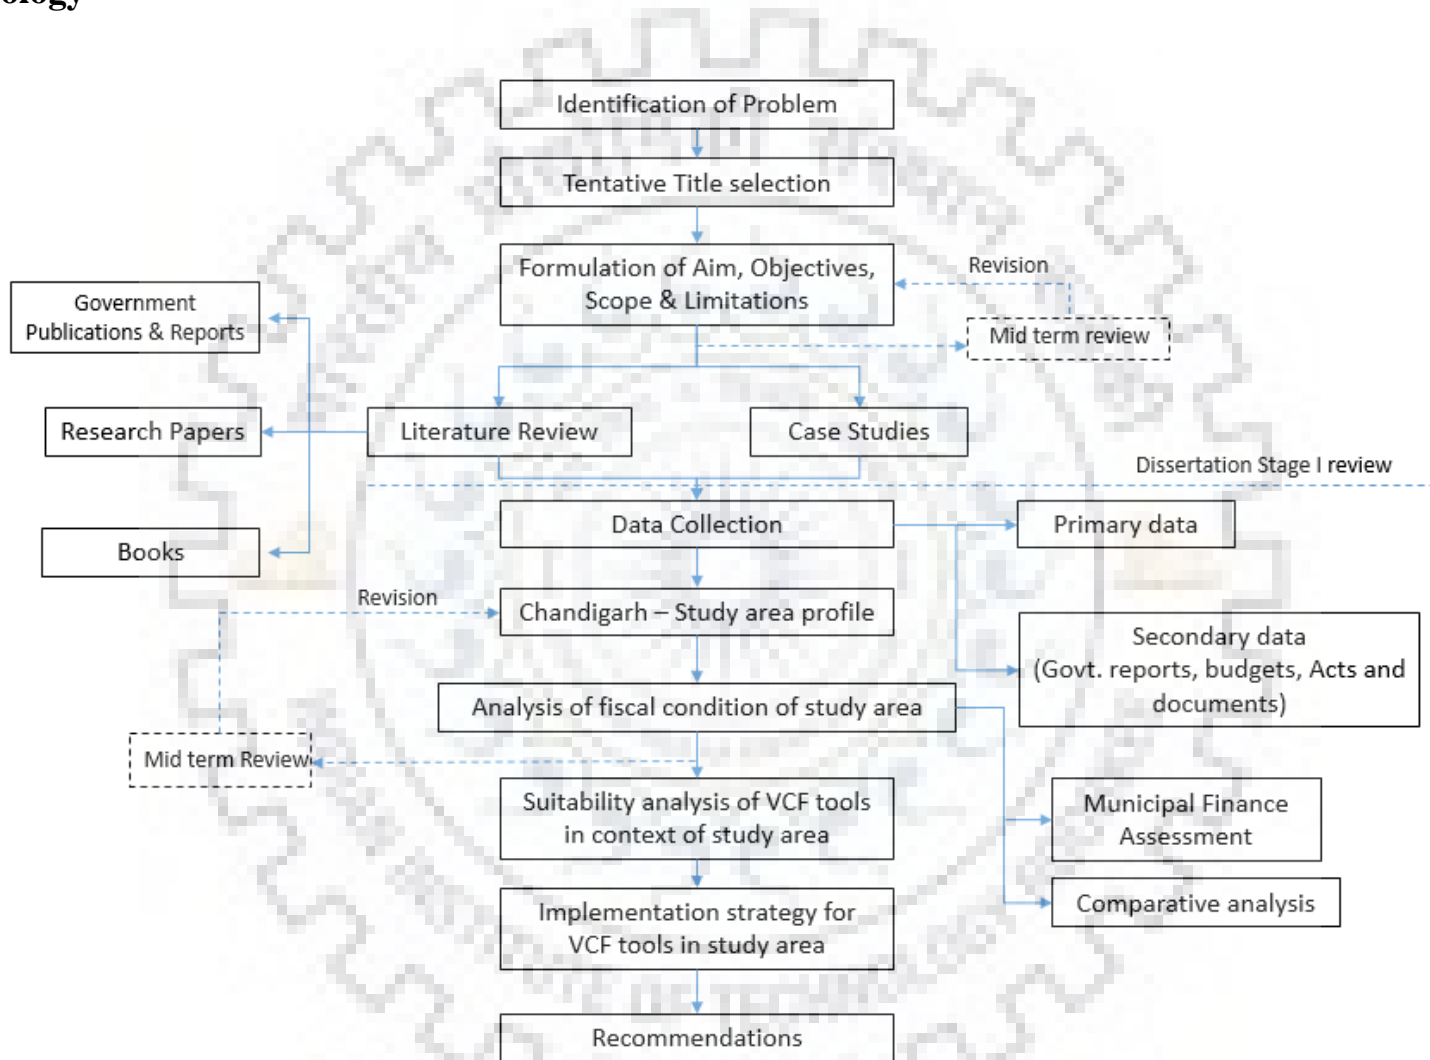 ology
Identification of Problem
Tentative Title selection
Formulation of Aim, Objectives,
Scope & Limitations
Revision
Mid term review
Government
Publications & Reports
Research Papers
Literature Review
Case Studies
Dissertation Stage I review
Books
Data Collection
Primary data
Revision
Chandigarh – Study area profile
Secondary data
(Govt. reports, budgets, Acts and
documents)
Analysis of fiscal condition of study area
Mid term Review
Suitability analysis of VCF tools
in context of study area
Municipal Finance
Assessment
Comparative analysis
Implementation strategy for
VCF tools in study area
Recommendations